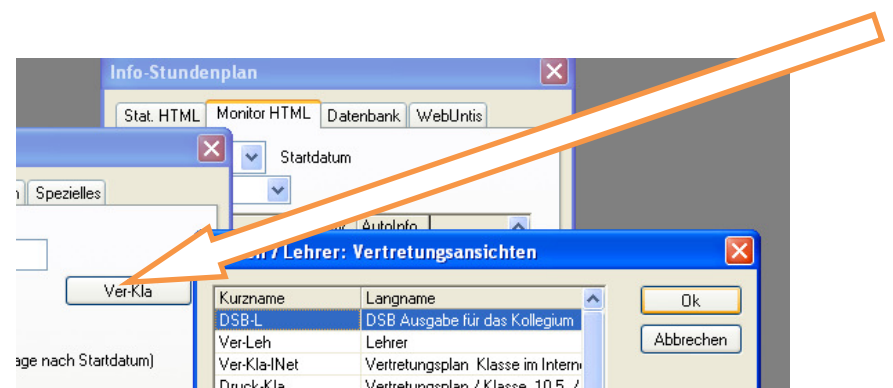 Info-Stundenplan
Stat. HTML Monitor HTML Datenbank WebUntis
Startdatum
Spezielles
AutoInfo
/ Lehrer: Vertretungsansichten
Ver-Kla
Kurzname Langname
Ok
DSB-L DSB Ausgabe für das Kollegium
Ver-Leh Lehrer
Abbrechen
age nach Startdatum)
Ver-Kla-INet Vertretungsplan Klasse im Intern
Druck-Kla Vertretungsplan / Klasse 10.5. /